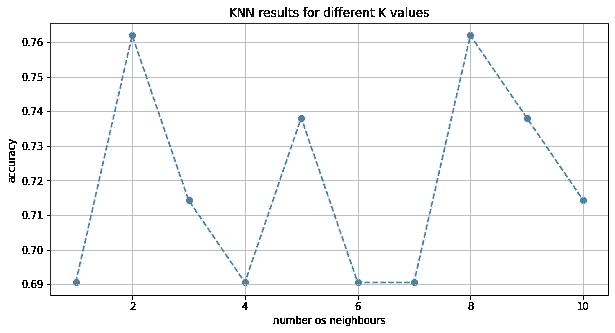 KNN results for different K values
accuracy
0.76
0.75
0.74
0.73
0.72
0.71
0.70
0.69
2 4 6 8 10
number os neighbours